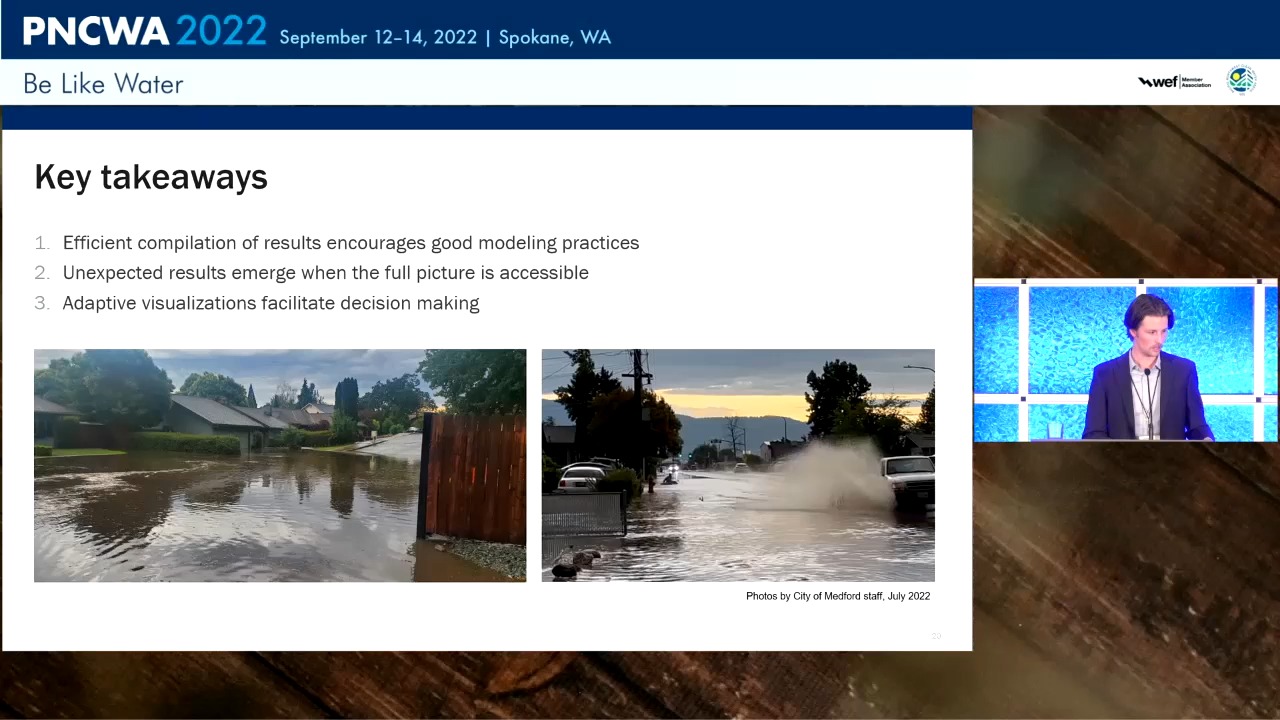 PNCWA 2022 September 12–14, 2022 | Spokane, WA
Be Like Water
wef Member Association
Key takeaways
1. Efficient compilation of results encourages good modeling practices
2. Unexpected results emerge when the full picture is accessible
3. Adaptive visualizations facilitate decision making
Photos by City of Medford staff, July 2022
20